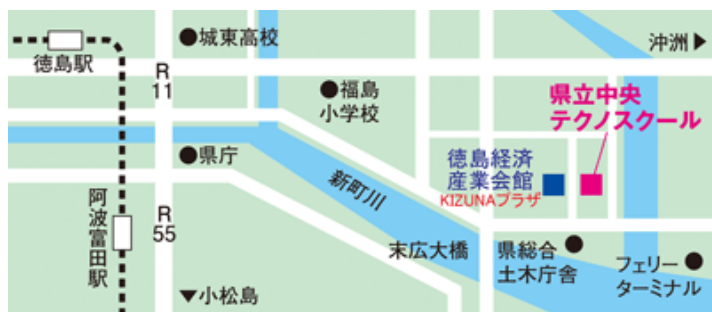 城東高校
沖洲▶
徳島駅
R
11
福島
小学校
県立中央
テクノスクール
県庁
徳島経済
産業会館
KIZUNAプラザ
新町川
阿波富田駅
R
55
末広大橋
県総合
土木庁舎
フェリー
ターミナル
▼小松島